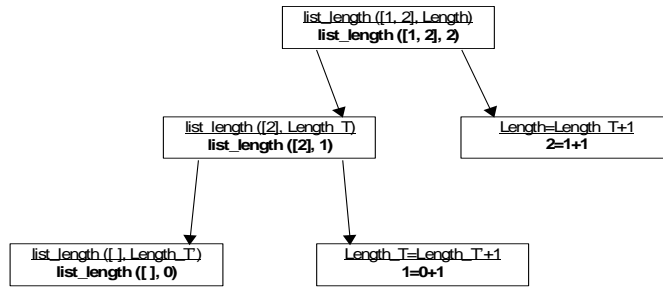 list_length ([1, 2], Length)
list_length ([1, 2], 2)
list_length ([2], Length_T)
list_length ([2], 1)
Length=Length_T+1
2=1+1
list_length ([ ], Length_T')
list_length ([ ], 0)
Length_T=Length_T'+1
1=0+1